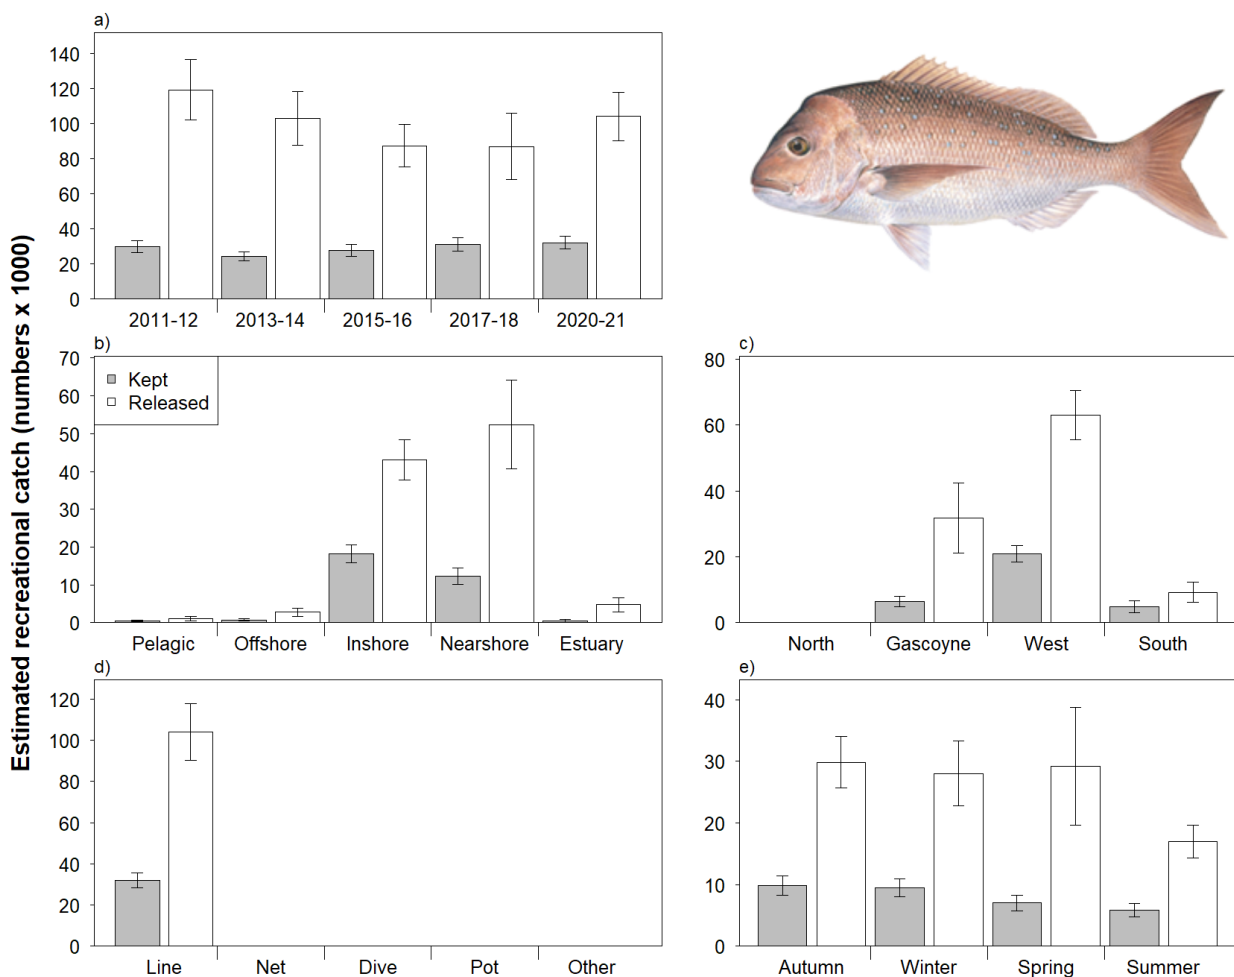 Estimated recreational catch (numbers x 1000)
a)
140
120
100
80
60
40
20
0
2011-12 2013-14 2015-16 2017-18 2020-21
b)
70
60
50
40
30
20
10
0
Kept
Released
Pelagic Offshore Inshore Nearshore Estuary
c)
80
60
40
20
0
North Gascoyne West South
d)
120
100
80
60
40
20
0
Line Net Dive Pot Other
e)
40
30
20
10
0
Autumn Winter Spring Summer